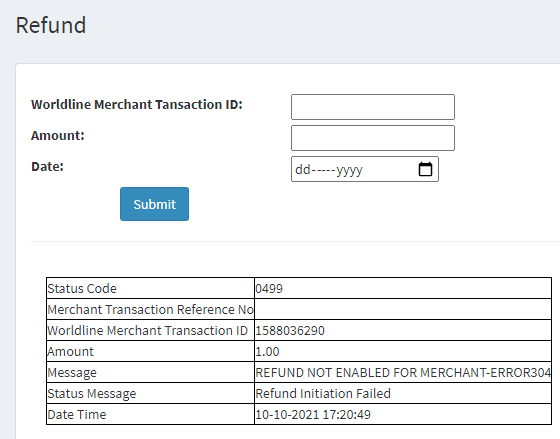 Refund
Worldline Merchant Tansaction ID:
Amount:
Date:
dd-----yyyy
Submit
Status Code 0499
Merchant Transaction Reference No
Worldline Merchant Transaction ID 1588036290
Amount 1.00
Message REFUND NOT ENABLED FOR MERCHANT-ERROR304
Status Message Refund Initiation Failed
Date Time 10-10-2021 17:20:49